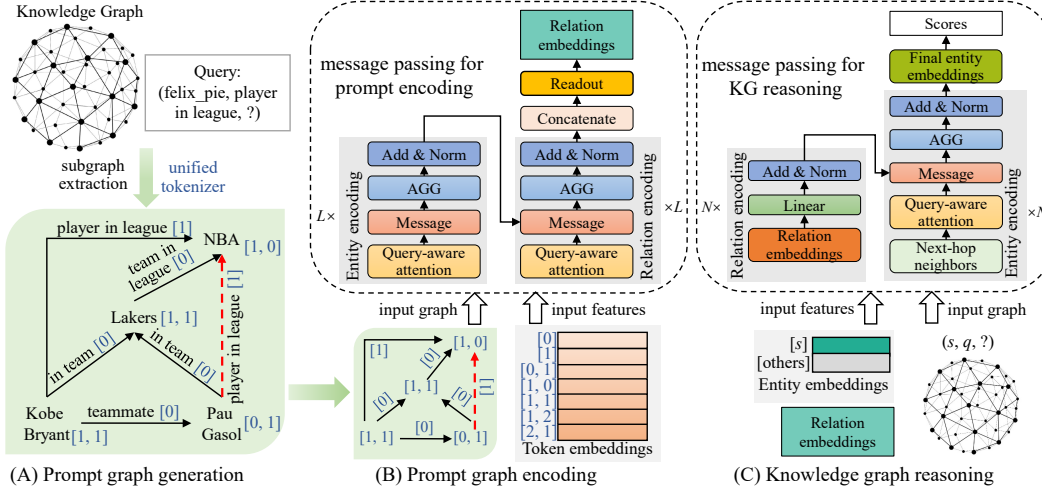 Knowledge Graph
Query:
(felix_pie, player
in league, ?)
subgraph
extraction
unified
tokenizer
player in league [1]
NBA
[1, 0]
team in
league [0]
player in league [1]
Lakers [1, 1]
in team [0]
in team [0]
Kobe
Bryant [1, 1]
teammate [0]
Pau
Gasol
[0, 1]
(A) Prompt graph generation
message passing for
prompt encoding
Relation
embeddings
Readout
Concatenate
Add & Norm
AGG
Message
Query-aware
attention
Entity encoding
L×
Add & Norm
AGG
Message
Query-aware
attention
Relation encoding
×L
input graph
input features
[1]
[1, 0]
[0]
[1]
[1, 1]
[0]
[0]
[1, 1]
[0]
[0, 1]
[0]
[1]
[0, 1]
[1, 0]
[1, 1]
[1, 2]
[2, 1]
Token embeddings
(B) Prompt graph encoding
message passing for
KG reasoning
Scores
Final entity
embeddings
Add & Norm
AGG
Message
Query-aware
attention
Next-hop
neighbors
Entity encoding
×N
Add & Norm
Linear
Relation
embeddings
Relation encoding
N×
input features
input graph
[s]
[others]
Entity embeddings
(s, q, ?)
Relation
embeddings
(C) Knowledge graph reasoning